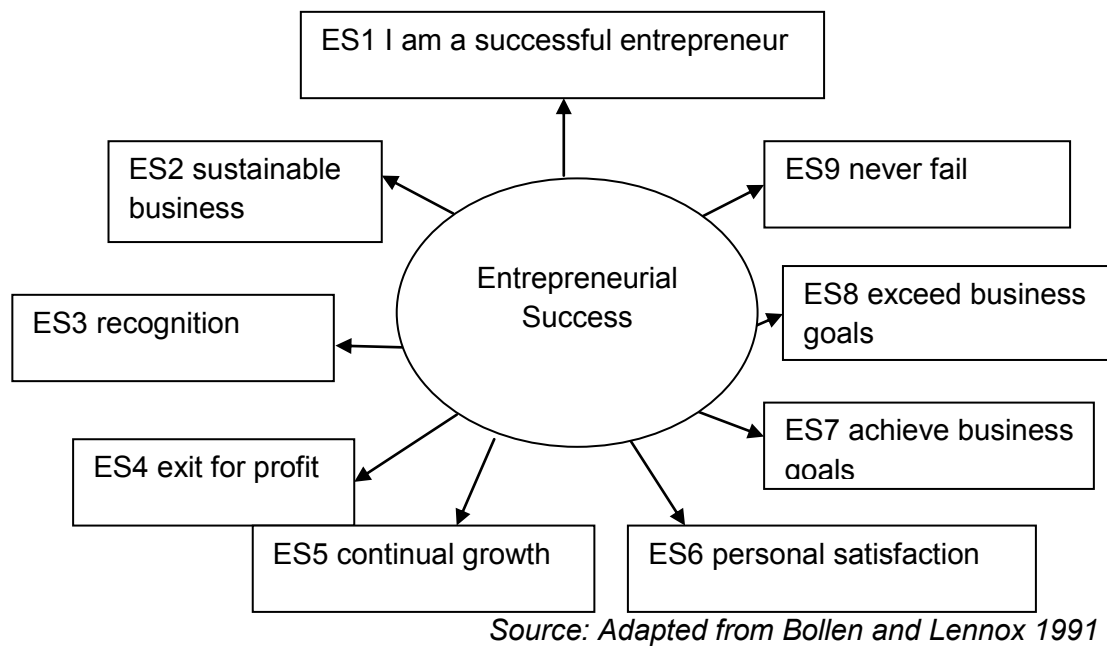 ES1 I am a successful entrepreneur
ES2 sustainable
business
ES9 never fail
Entrepreneurial
Success
ES8 exceed business
goals
ES3 recognition
ES7 achieve business
goals
ES4 exit for profit
ES5 continual growth
ES6 personal satisfaction
Source: Adapted from Bollen and Lennox 1991